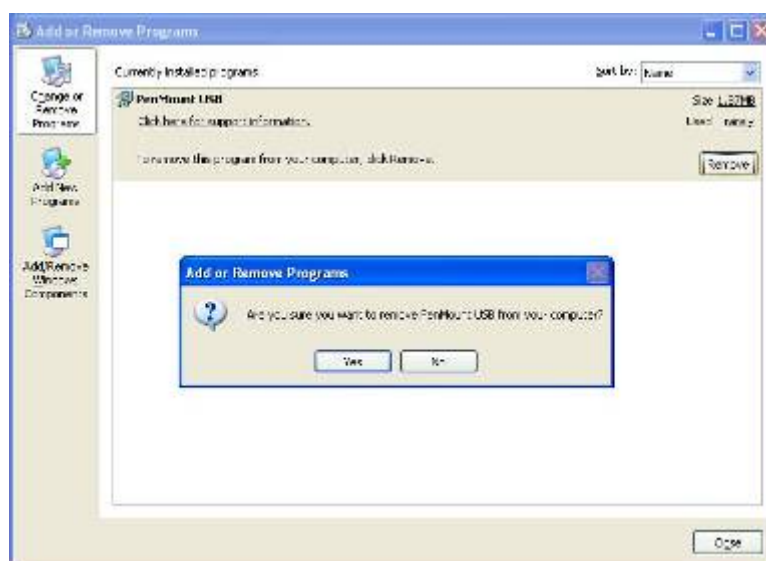 Add or Remove Programs
Change or
Remove
Programs
Add New
Programs
Add/Remove
Windows
Components
Currently installed programs
Sort by: Name
PenMount USB
Size 1.37MB
Click here for support information.
Used rarely
To remove this program from your computer, click Remove.
Remove
Add or Remove Programs
Are you sure you want to remove PenMount USB from your computer?
Yes No
Close